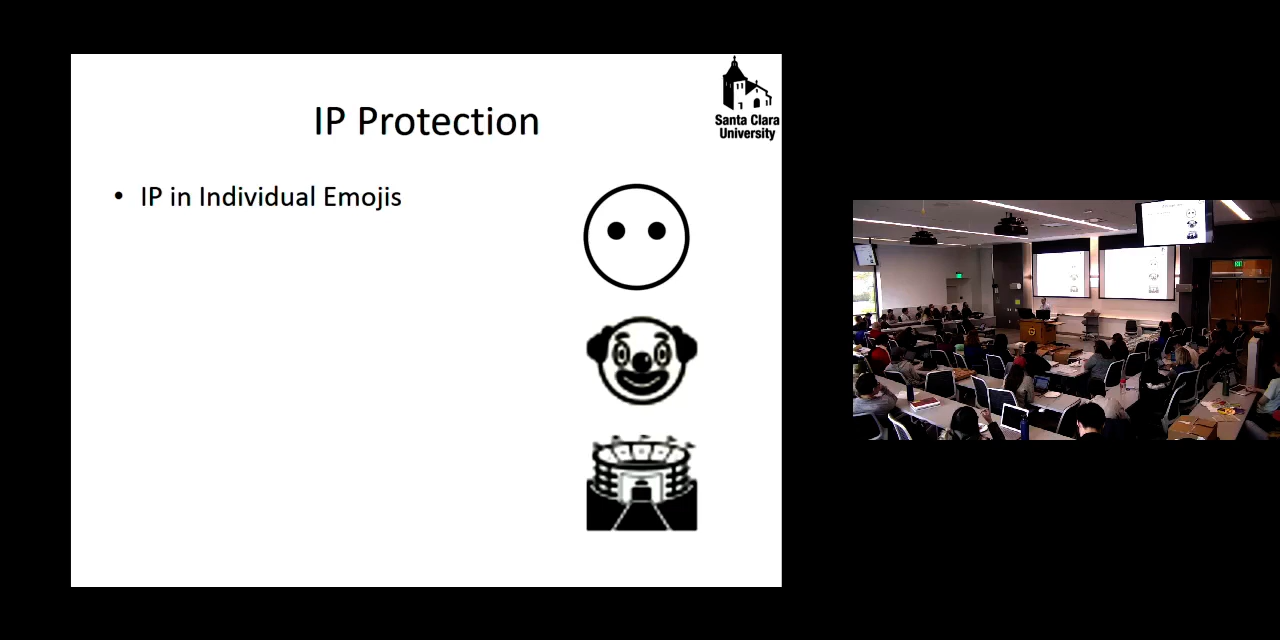 IP Protection
Santa Clara
University
• IP in Individual Emojis